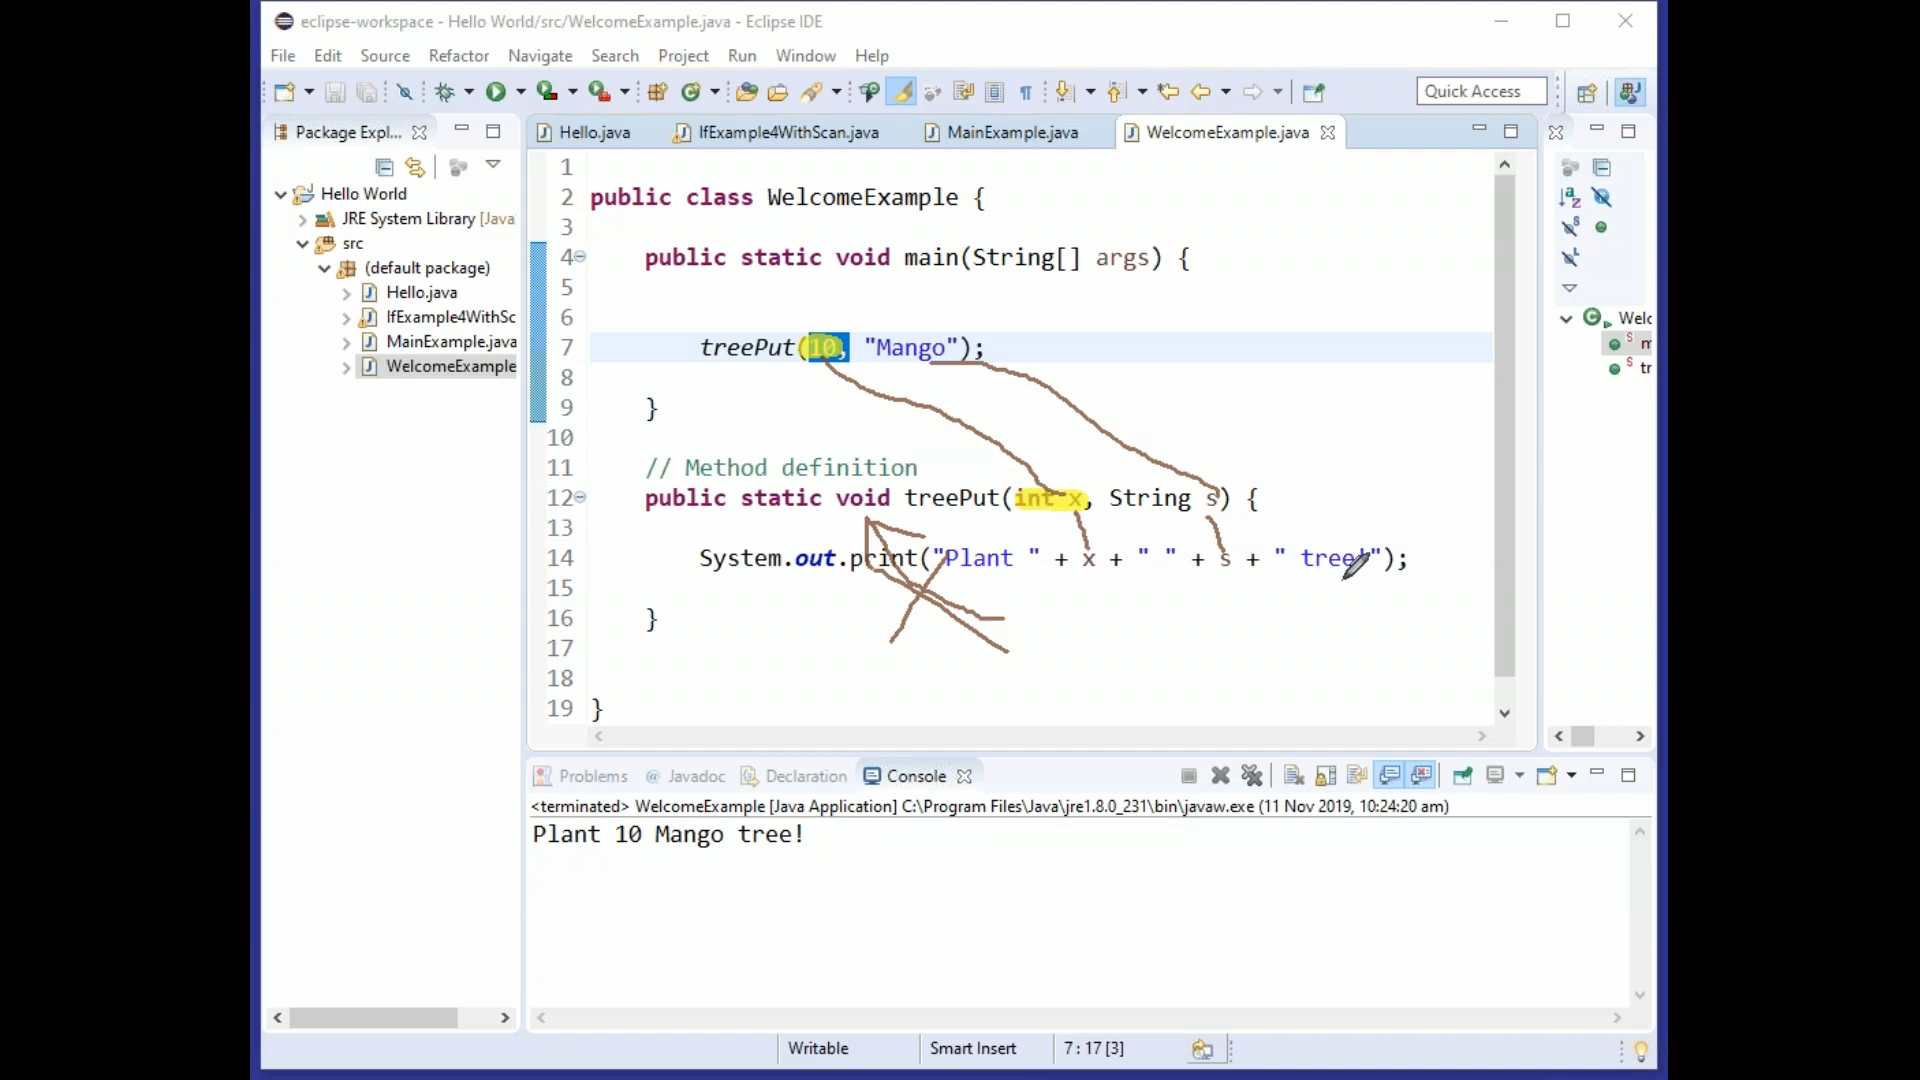 eclipse-workspace - Hello World/src/WelcomeExample.java - Eclipse IDE
File Edit Source Refactor Navigate Search Project Run Window Help
Quick Access
Package Expl...
Hello.java IfExample4WithScan.java MainExample.java WelcomeExample.java
Hello World
JRE System Library [Java
src
(default package)
Hello.java
IfExample4WithSc
MainExample.java
WelcomeExample
1
2 public class WelcomeExample {
3
4 public static void main(String[] args) {
5
6
7 treePut(10, "Mango");
8
9 }
10
11 // Method definition
12 public static void treePut(int x, String s) {
13
14 System.out.print("Plant " + x + " " + s + " tree!");
15
16 }
17
18
19 }
Welc
m
tr
Problems @ Javadoc Declaration Console
<terminated> WelcomeExample [Java Application] C:\Program Files\Java\jre1.8.0_231\bin\javaw.exe (11 Nov 2019, 10:24:20 am)
Plant 10 Mango tree!
Writable Smart Insert 7 : 17 [3]